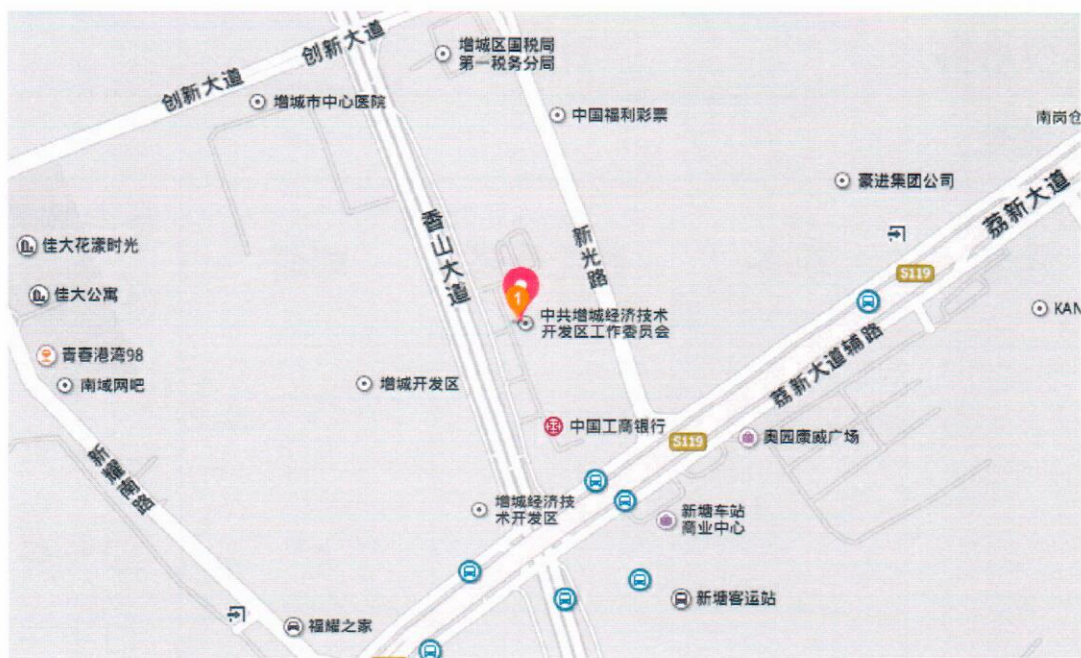 创新大道
创新大道
增城区国税局
第一税务分局
增城市中心医院
中国福利彩票
南岗仓
豪进集团公司
荔新大道
香山大道
新光路
佳大花漾时光
S119
佳大公寓
1
中共增城经济技术
开发区工作委员会
KAN
荔新大道辅路
青春港湾98
南域网吧
增城开发区
中国工商银行
S119
奥园康威广场
新耀南路
增城经济技
术开发区
新塘车站
商业中心
新塘客运站
福耀之家